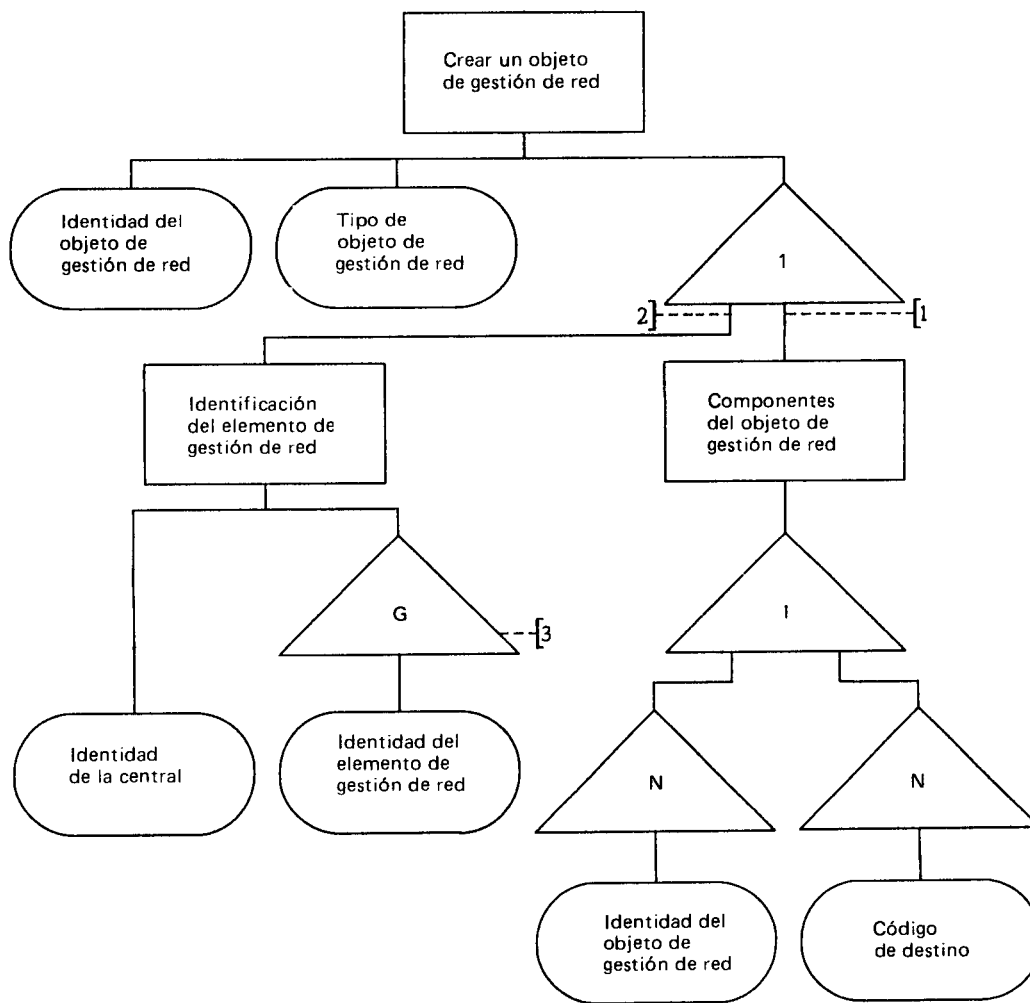 Crear un objeto
de gestión de red
Identidad del
objeto de
gestión de red
Tipo de
objeto de
gestión de red
1
2
1
Identificación
del elemento de
gestión de red
Componentes
del objeto de
gestión de red
G
3
I
Identidad
de la central
Identidad del
elemento de
gestión de red
N
N
Identidad del
objeto de
gestión de red
Código
de destino